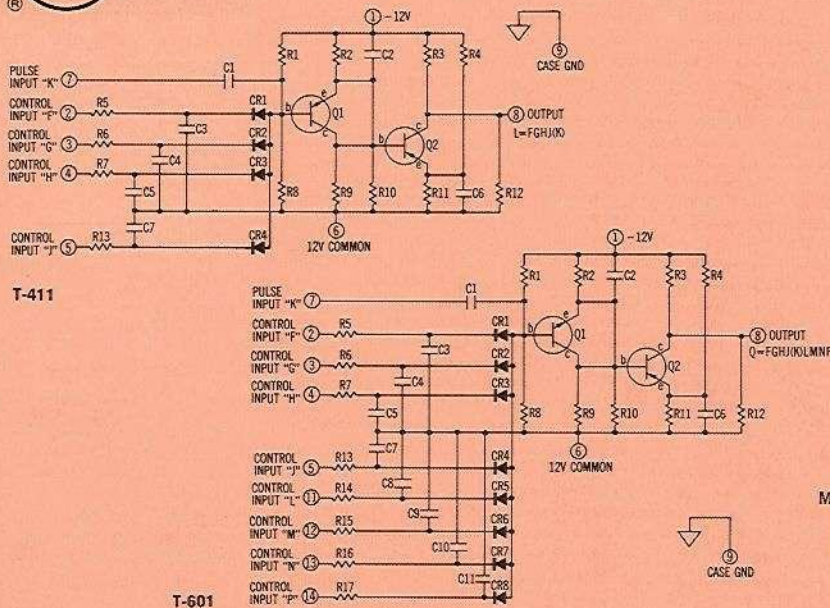 ®
① -12V
R1 R2 C2 R3 R4
⑨
CASE GND
PULSE
INPUT "K" ⑦
C1
CONTROL
INPUT "F" ②
R5
CR1
b e Q1 c
C3
⑧ OUTPUT
L=FGHJ(K)
CONTROL
INPUT "G" ③
R6
CR2
C4
b c Q2 e
CONTROL
INPUT "H" ④
R7
CR3
C5
R8 R9 R10 R11 C6 R12
C7
CONTROL
INPUT "J" ⑤
R13
CR4
⑥
12V COMMON
T-411
① -12V
R1 R2 C2 R3 R4
PULSE
INPUT "K" ⑦
C1
CONTROL
INPUT "F" ②
R5
CR1
b e Q1 c
C3
⑧ OUTPUT
CONTROL
INPUT "G" ③
R6
CR2
C4
b c Q2 e
CONTROL
INPUT "H" ④
R7
CR3
C5
R8 R9 R10 R11 C6 R12
C7
⑥
12V COMMON
CONTROL
INPUT "J" ⑤
R13
CR4
CONTROL
INPUT "L" ⑪
R14
C8
CR5
CONTROL
INPUT "M" ⑫
R15
C9
CR6
CONTROL
INPUT "N" ⑬
R16
C10
CR7
C11
CONTROL
INPUT "P" ⑭
R17
CR8
⑨
CASE GND
M
T-601